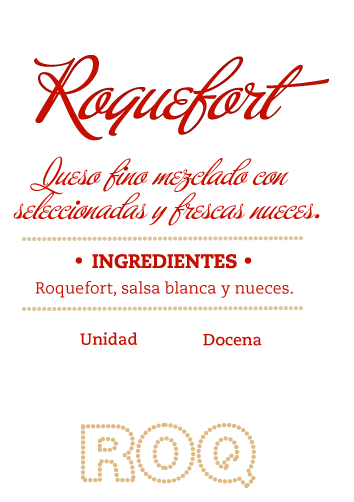 Roquefort
Queso fino mezclado con
seleccionadas y frescas nueces.
• INGREDIENTES •
Roquefort, salsa blanca y nueces.
Unidad Docena
ROQ